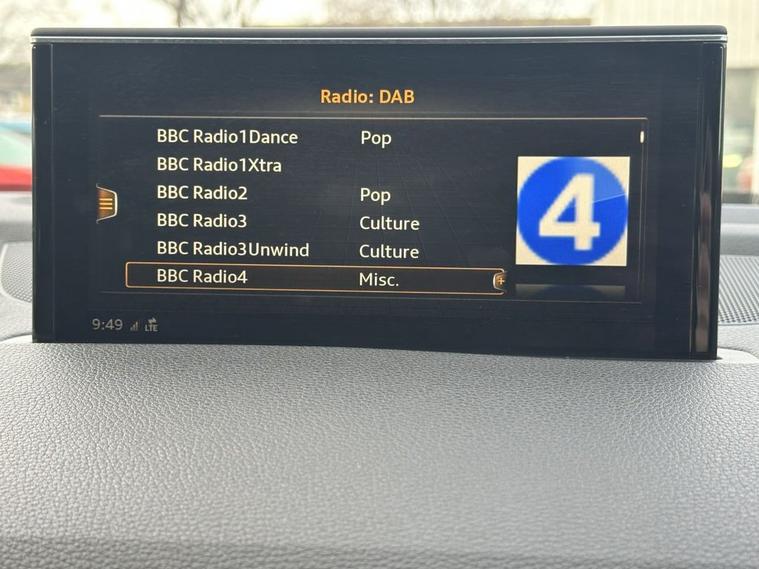 Radio: DAB
BBC Radio1Dance Pop
BBC Radio1Xtra
BBC Radio2 Pop
BBC Radio3 Culture
BBC Radio3Unwind Culture
BBC Radio4 Misc.
4
9:49 LTE